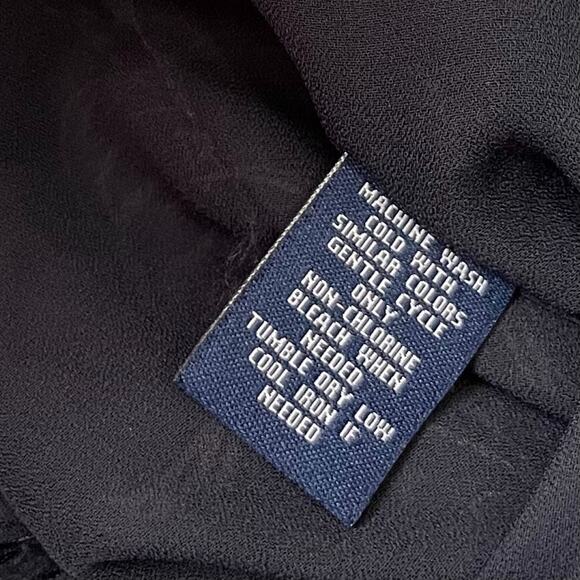 MACHINE WASH
COLD WITH
SIMILAR COLORS
GENTLE CYCLE
ONLY
NON-CHLORINE
BLEACH WHEN
NEEDED
TUMBLE DRY LOW
COOL IRON IF
NEEDED